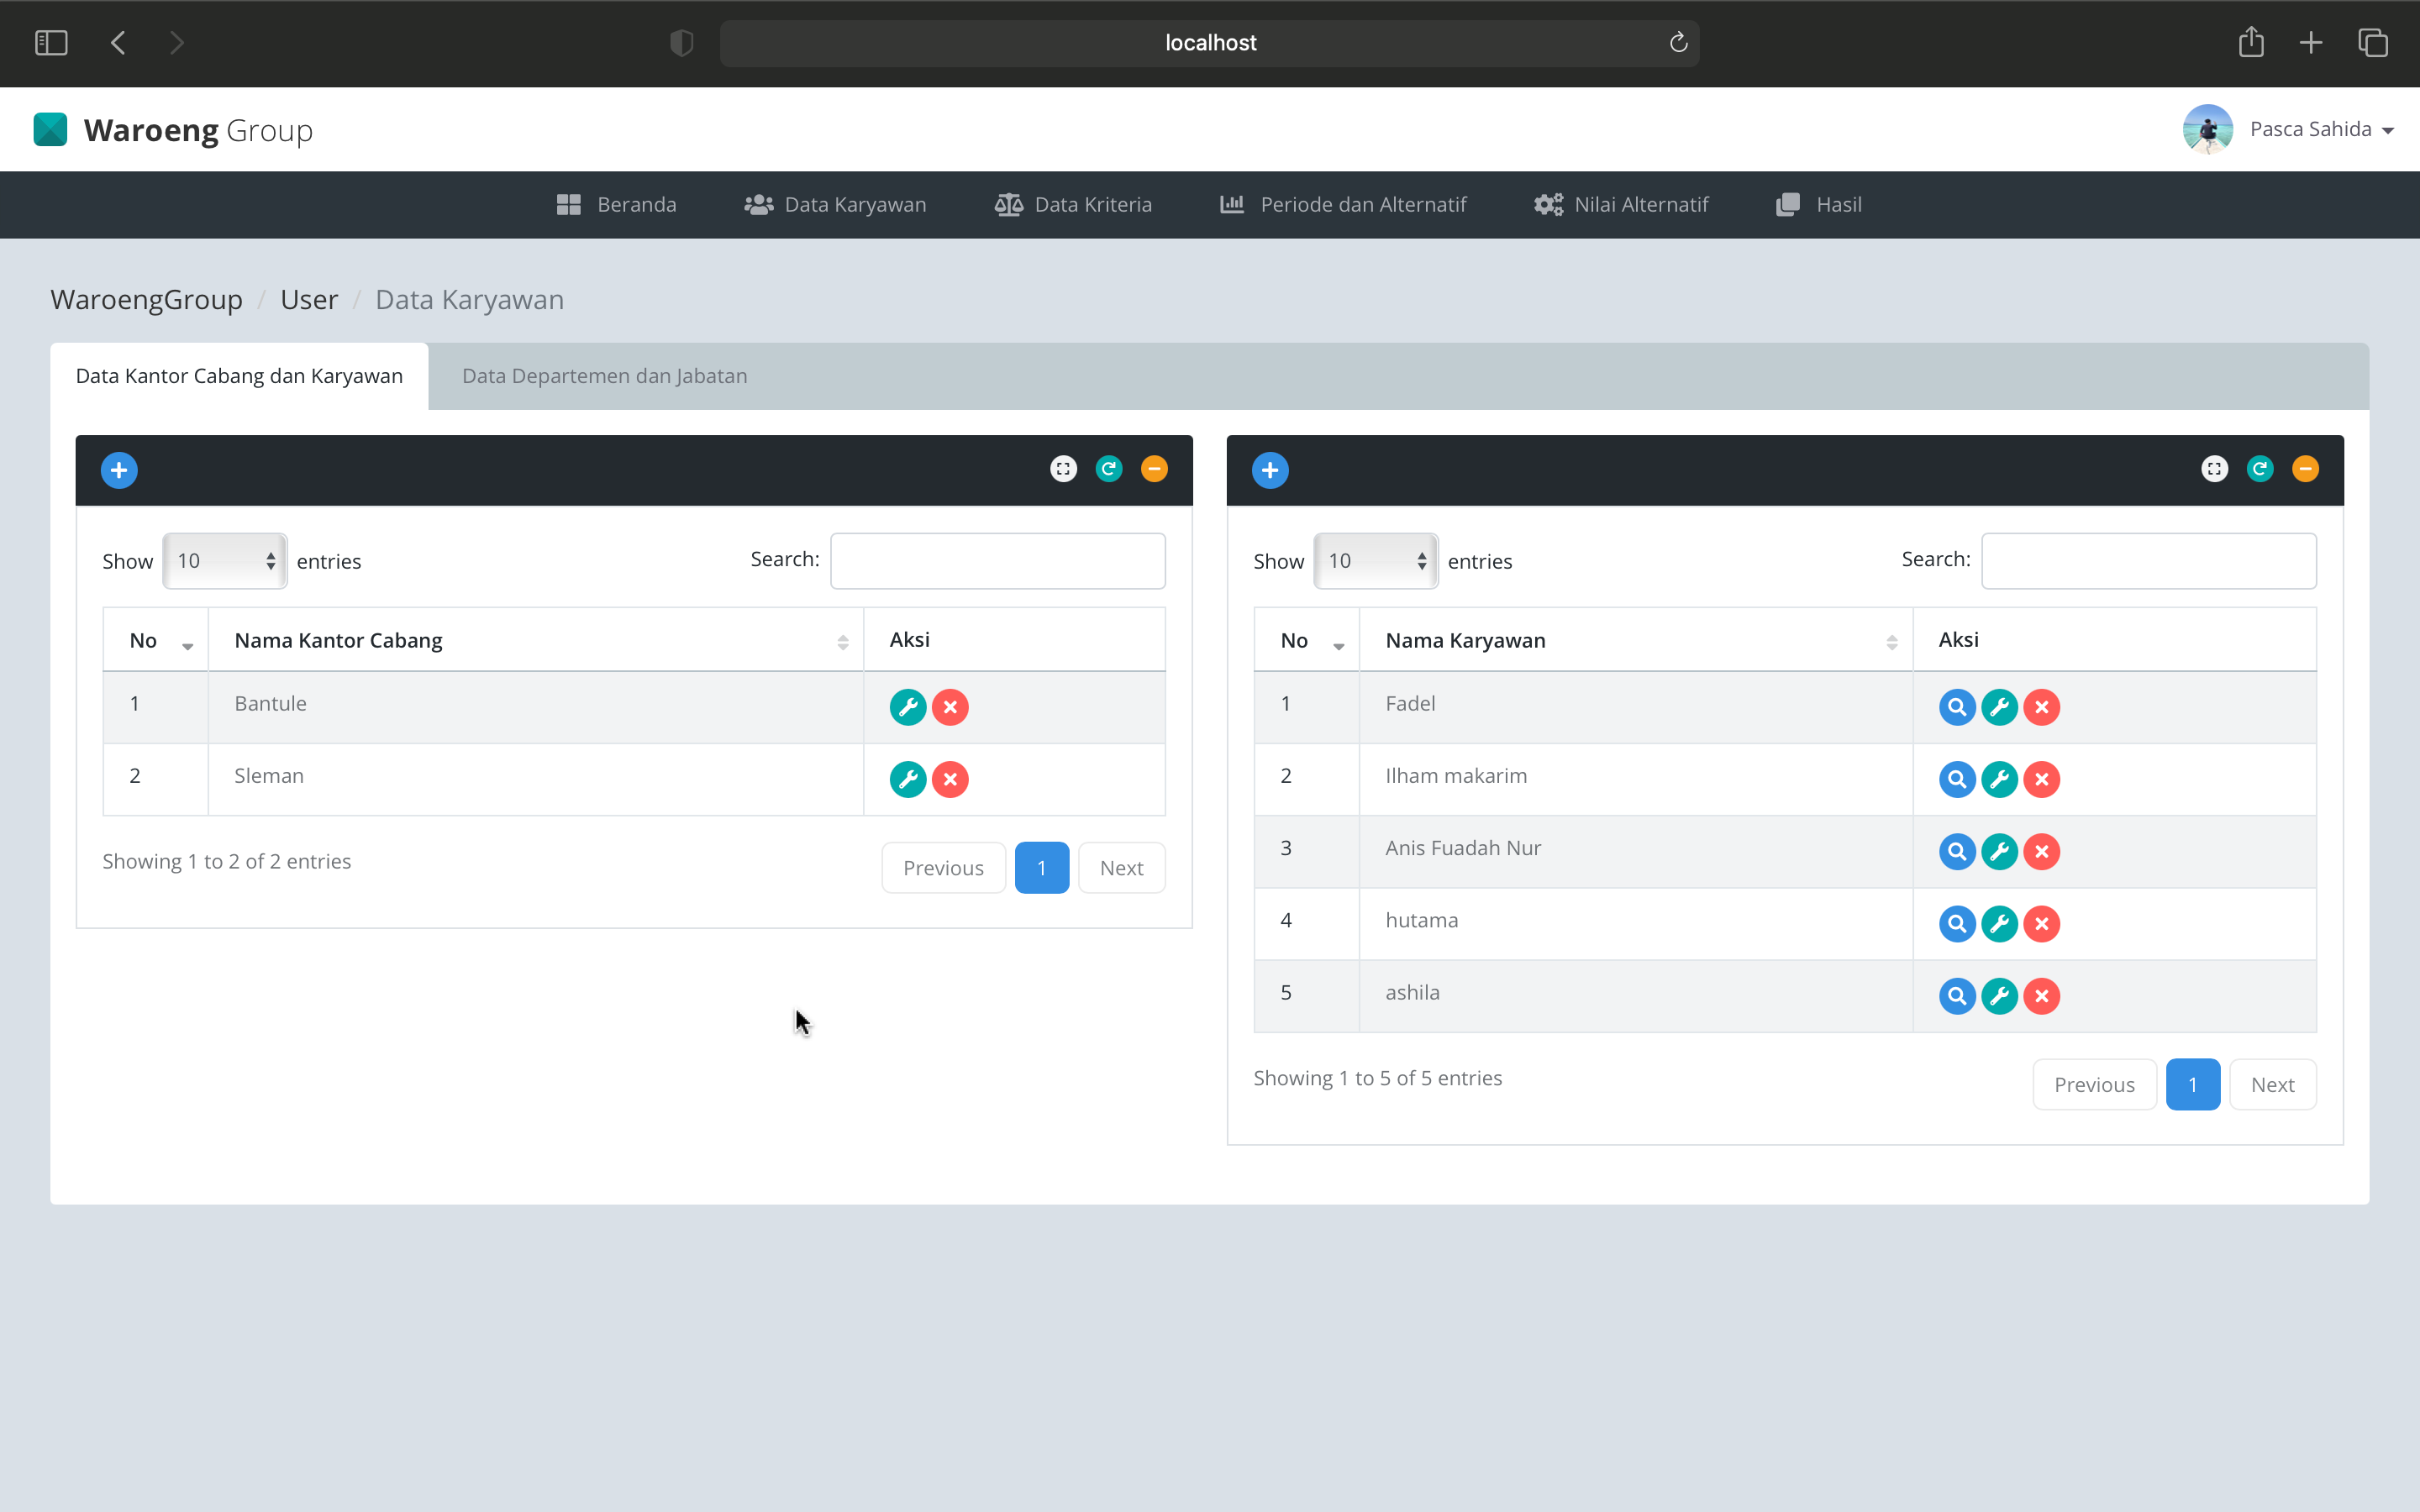 localhost
Waroeng Group
Pasca Sahida
Beranda Data Karyawan Data Kriteria Periode dan Alternatif Nilai Alternatif Hasil
WaroengGroup / User / Data Karyawan
Data Kantor Cabang dan Karyawan Data Departemen dan Jabatan
Show 10 entries Search:
No Nama Kantor Cabang Aksi
1 Bantule
2 Sleman
Showing 1 to 2 of 2 entries
Previous 1 Next
Show 10 entries Search:
No Nama Karyawan Aksi
1 Fadel
2 Ilham makarim
3 Anis Fuadah Nur
4 hutama
5 ashila
Showing 1 to 5 of 5 entries
Previous 1 Next